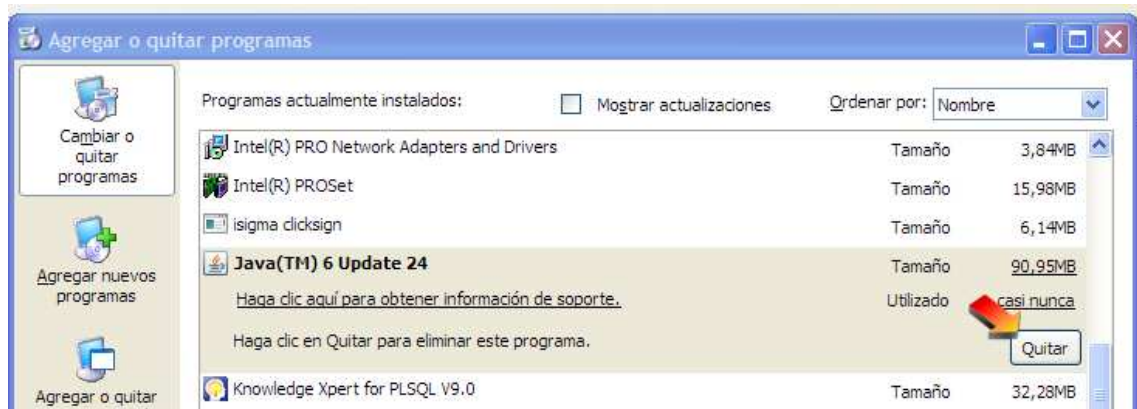 Agregar o quitar programas
Cambiar o
quitar
programas
Agregar nuevos
programas
Agregar o quitar
Programas actualmente instalados:
Mostrar actualizaciones
Ordenar por: Nombre
Intel(R) PRO Network Adapters and Drivers Tamaño 3,84MB
Intel(R) PROSet Tamaño 15,98MB
isigma clicksign Tamaño 6,14MB
Java(TM) 6 Update 24 Tamaño 90,95MB
Haga clic aquí para obtener información de soporte. Utilizado casi nunca
Haga clic en Quitar para eliminar este programa. Quitar
Knowledge Xpert for PLSQL V9.0 Tamaño 32,28MB